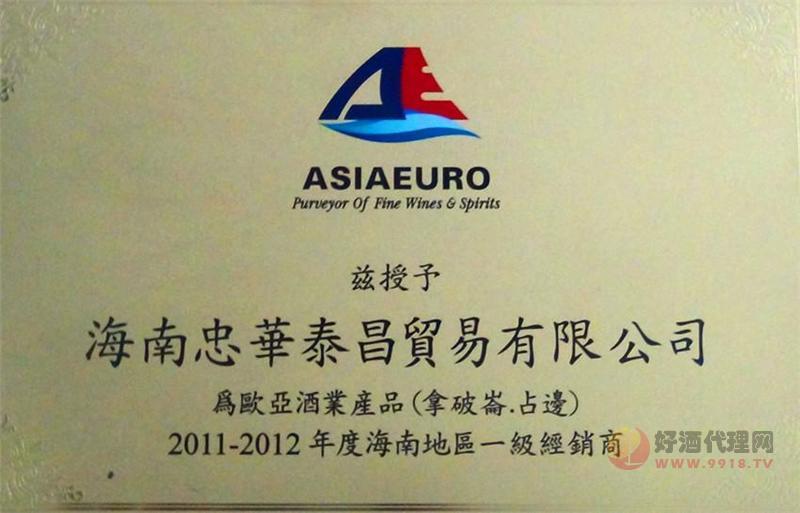 ASIAEURO
Purveyor Of Fine Wines & Spirits
兹授予
海南忠華泰昌貿易有限公司
爲歐亞酒業産品(拿破崙.占邊)
2011-2012 年度海南地區一級經銷商
好酒代理网
WWW.9918.TV